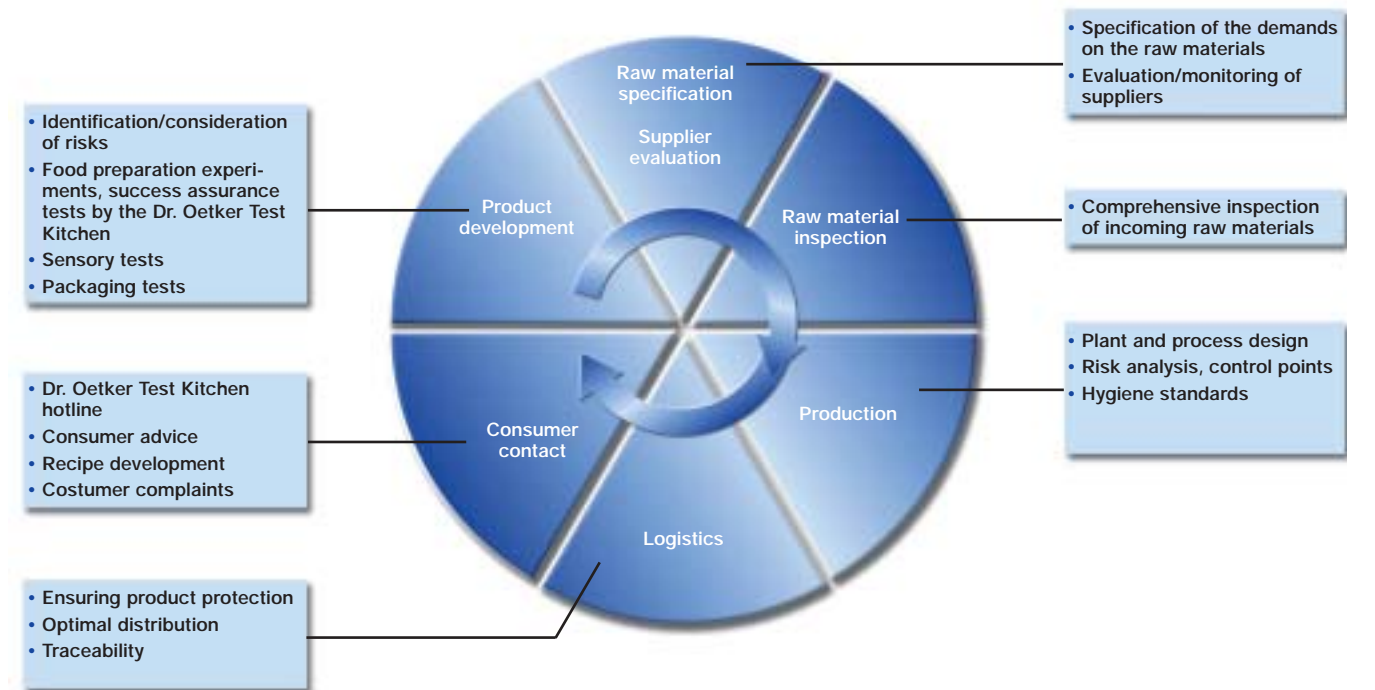 • Specification of the demands
on the raw materials
• Evaluation/monitoring of
suppliers
Raw material
specification
Supplier
evaluation
• Identification/consideration
of risks
• Food preparation experi-
ments, success assurance
tests by the Dr. Oetker Test
Kitchen
• Sensory tests
• Packaging tests
Product
development
Raw material
inspection
• Comprehensive inspection
of incoming raw materials
• Plant and process design
• Risk analysis, control points
• Hygiene standards
Production
• Dr. Oetker Test Kitchen
hotline
• Consumer advice
• Recipe development
• Costumer complaints
Consumer
contact
Logistics
• Ensuring product protection
• Optimal distribution
• Traceability